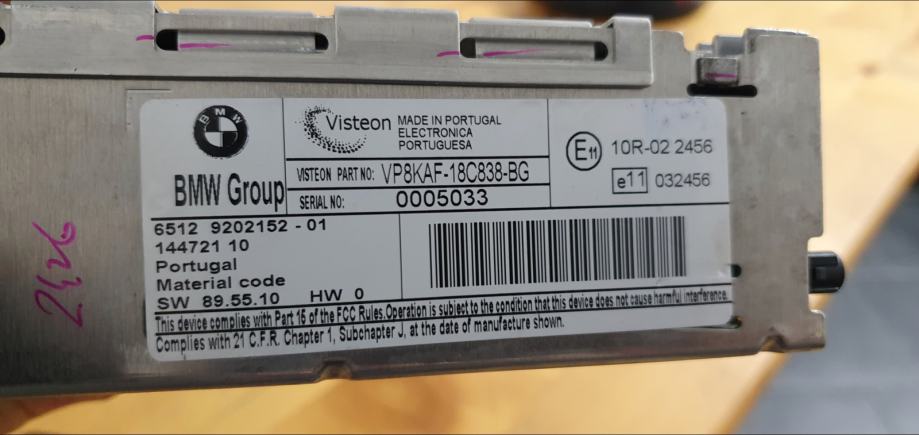 BMW
BMW Group
Visteon
MADE IN PORTUGAL
ELECTRONICA
PORTUGUESA
VISTEON PART NO: VP8KAF-18C838-BG
SERIAL NO: 0005033
E11 10R-02 2456
e11 032456
6512 9202152 - 01
144721 10
Portugal
Material code
SW 89.55.10 HW 0
This device complies with Part 15 of the FCC Rules.Operation is subject to the condition that this device does not cause harmful interference.
Complies with 21 C.F.R. Chapter 1, Subchapter J, at the date of manufacture shown.